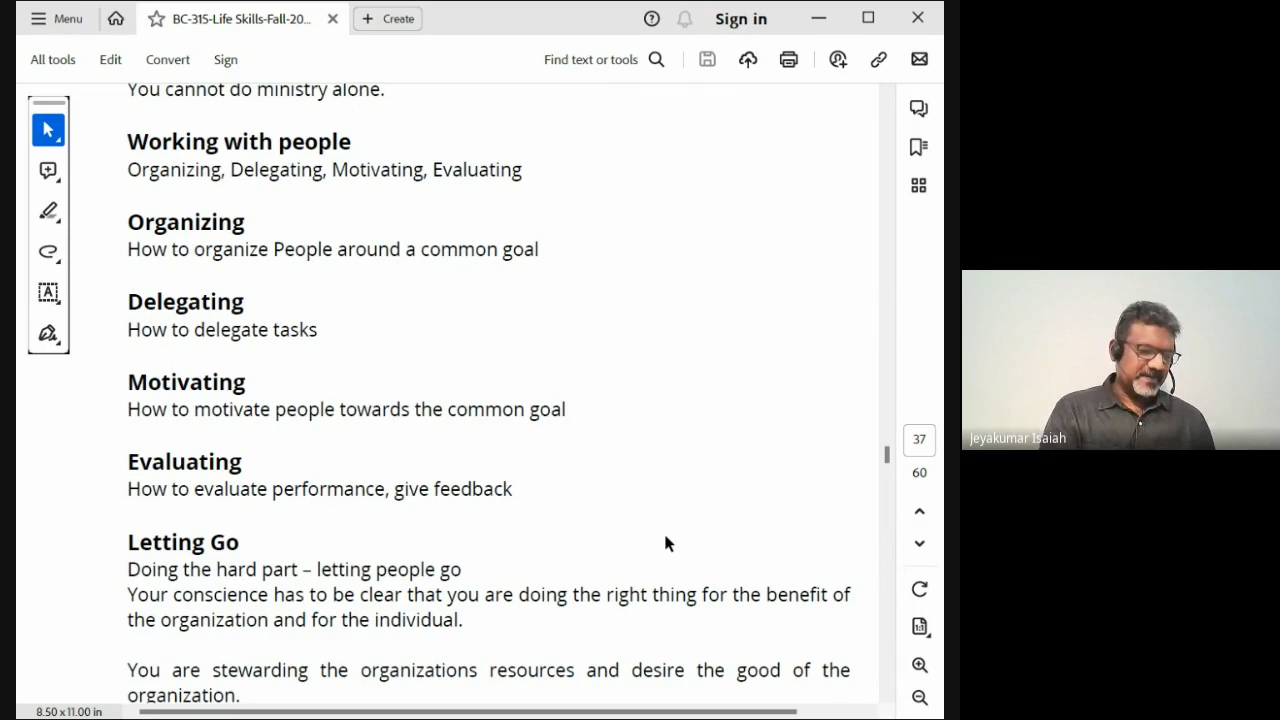 Menu
BC-315-Life Skills-Fall-20...
Create
Sign in
All tools
Edit
Convert
Sign
Find text or tools
You cannot do ministry alone.
Working with people
Organizing, Delegating, Motivating, Evaluating
Organizing
How to organize People around a common goal
Delegating
How to delegate tasks
Motivating
How to motivate people towards the common goal
Evaluating
How to evaluate performance, give feedback
Letting Go
Doing the hard part – letting people go
Your conscience has to be clear that you are doing the right thing for the benefit of
the organization and for the individual.
You are stewarding the organizations resources and desire the good of the
organization.
8.50 x 11.00 in
37
60
1:1
Jeyakumar Isaiah